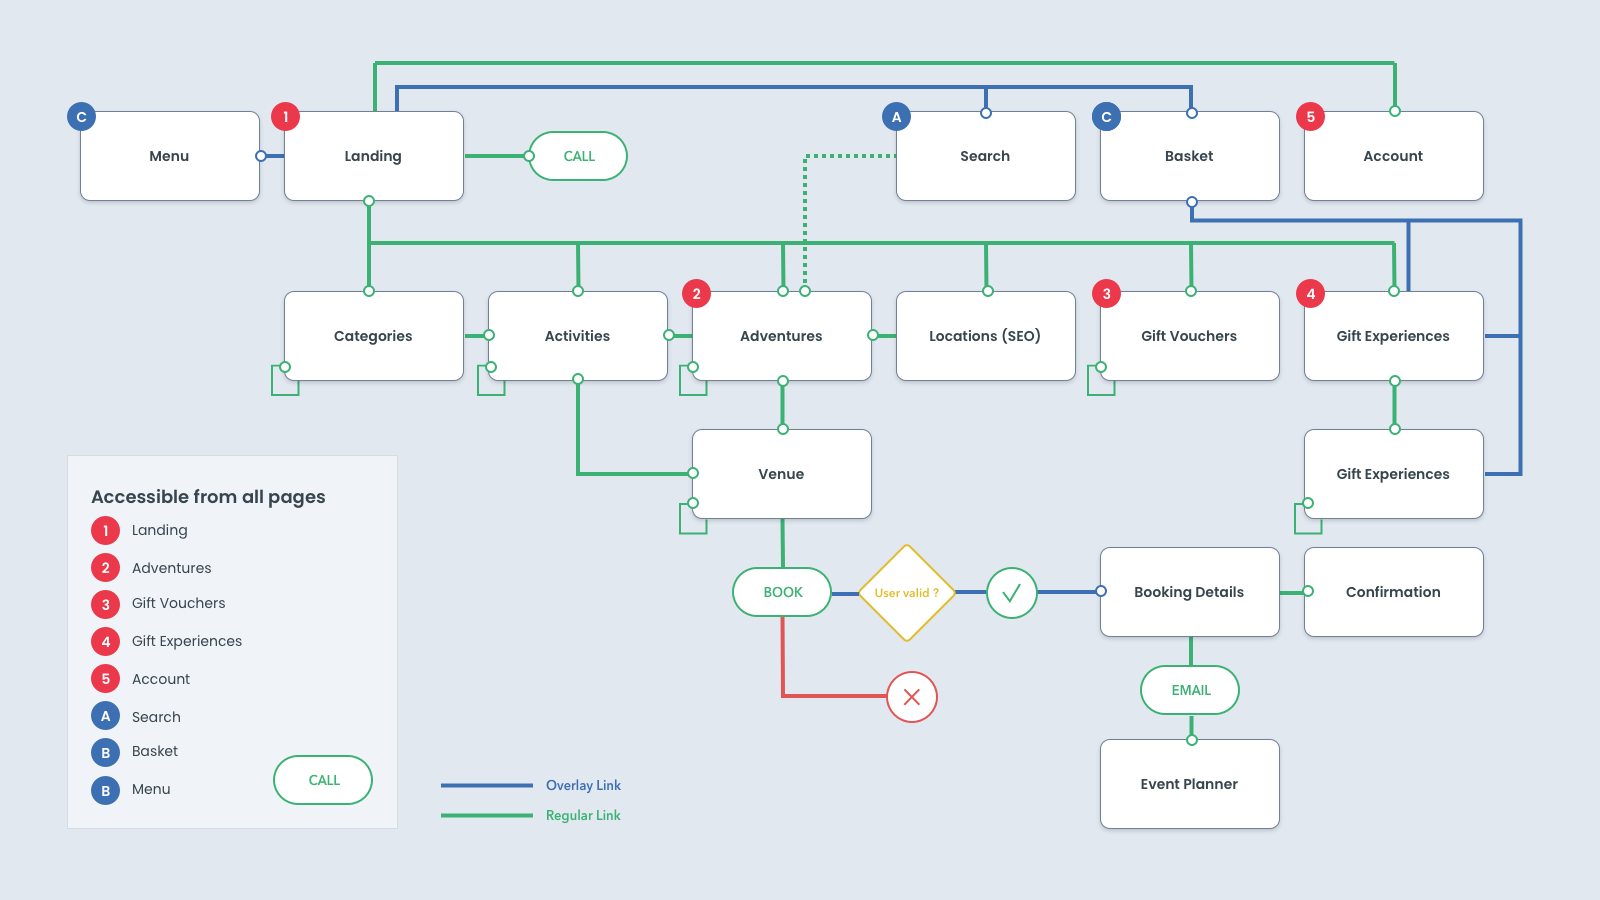 C
Menu
1
Landing
CALL
A
Search
C
Basket
5
Account
Categories
Activities
2
Adventures
Locations (SEO)
3
Gift Vouchers
4
Gift Experiences
Venue
Gift Experiences
Accessible from all pages
1 Landing
2 Adventures
3 Gift Vouchers
4 Gift Experiences
5 Account
A Search
B Basket
B Menu
CALL
BOOK
User valid ?
Booking Details
Confirmation
EMAIL
Event Planner
Overlay Link
Regular Link